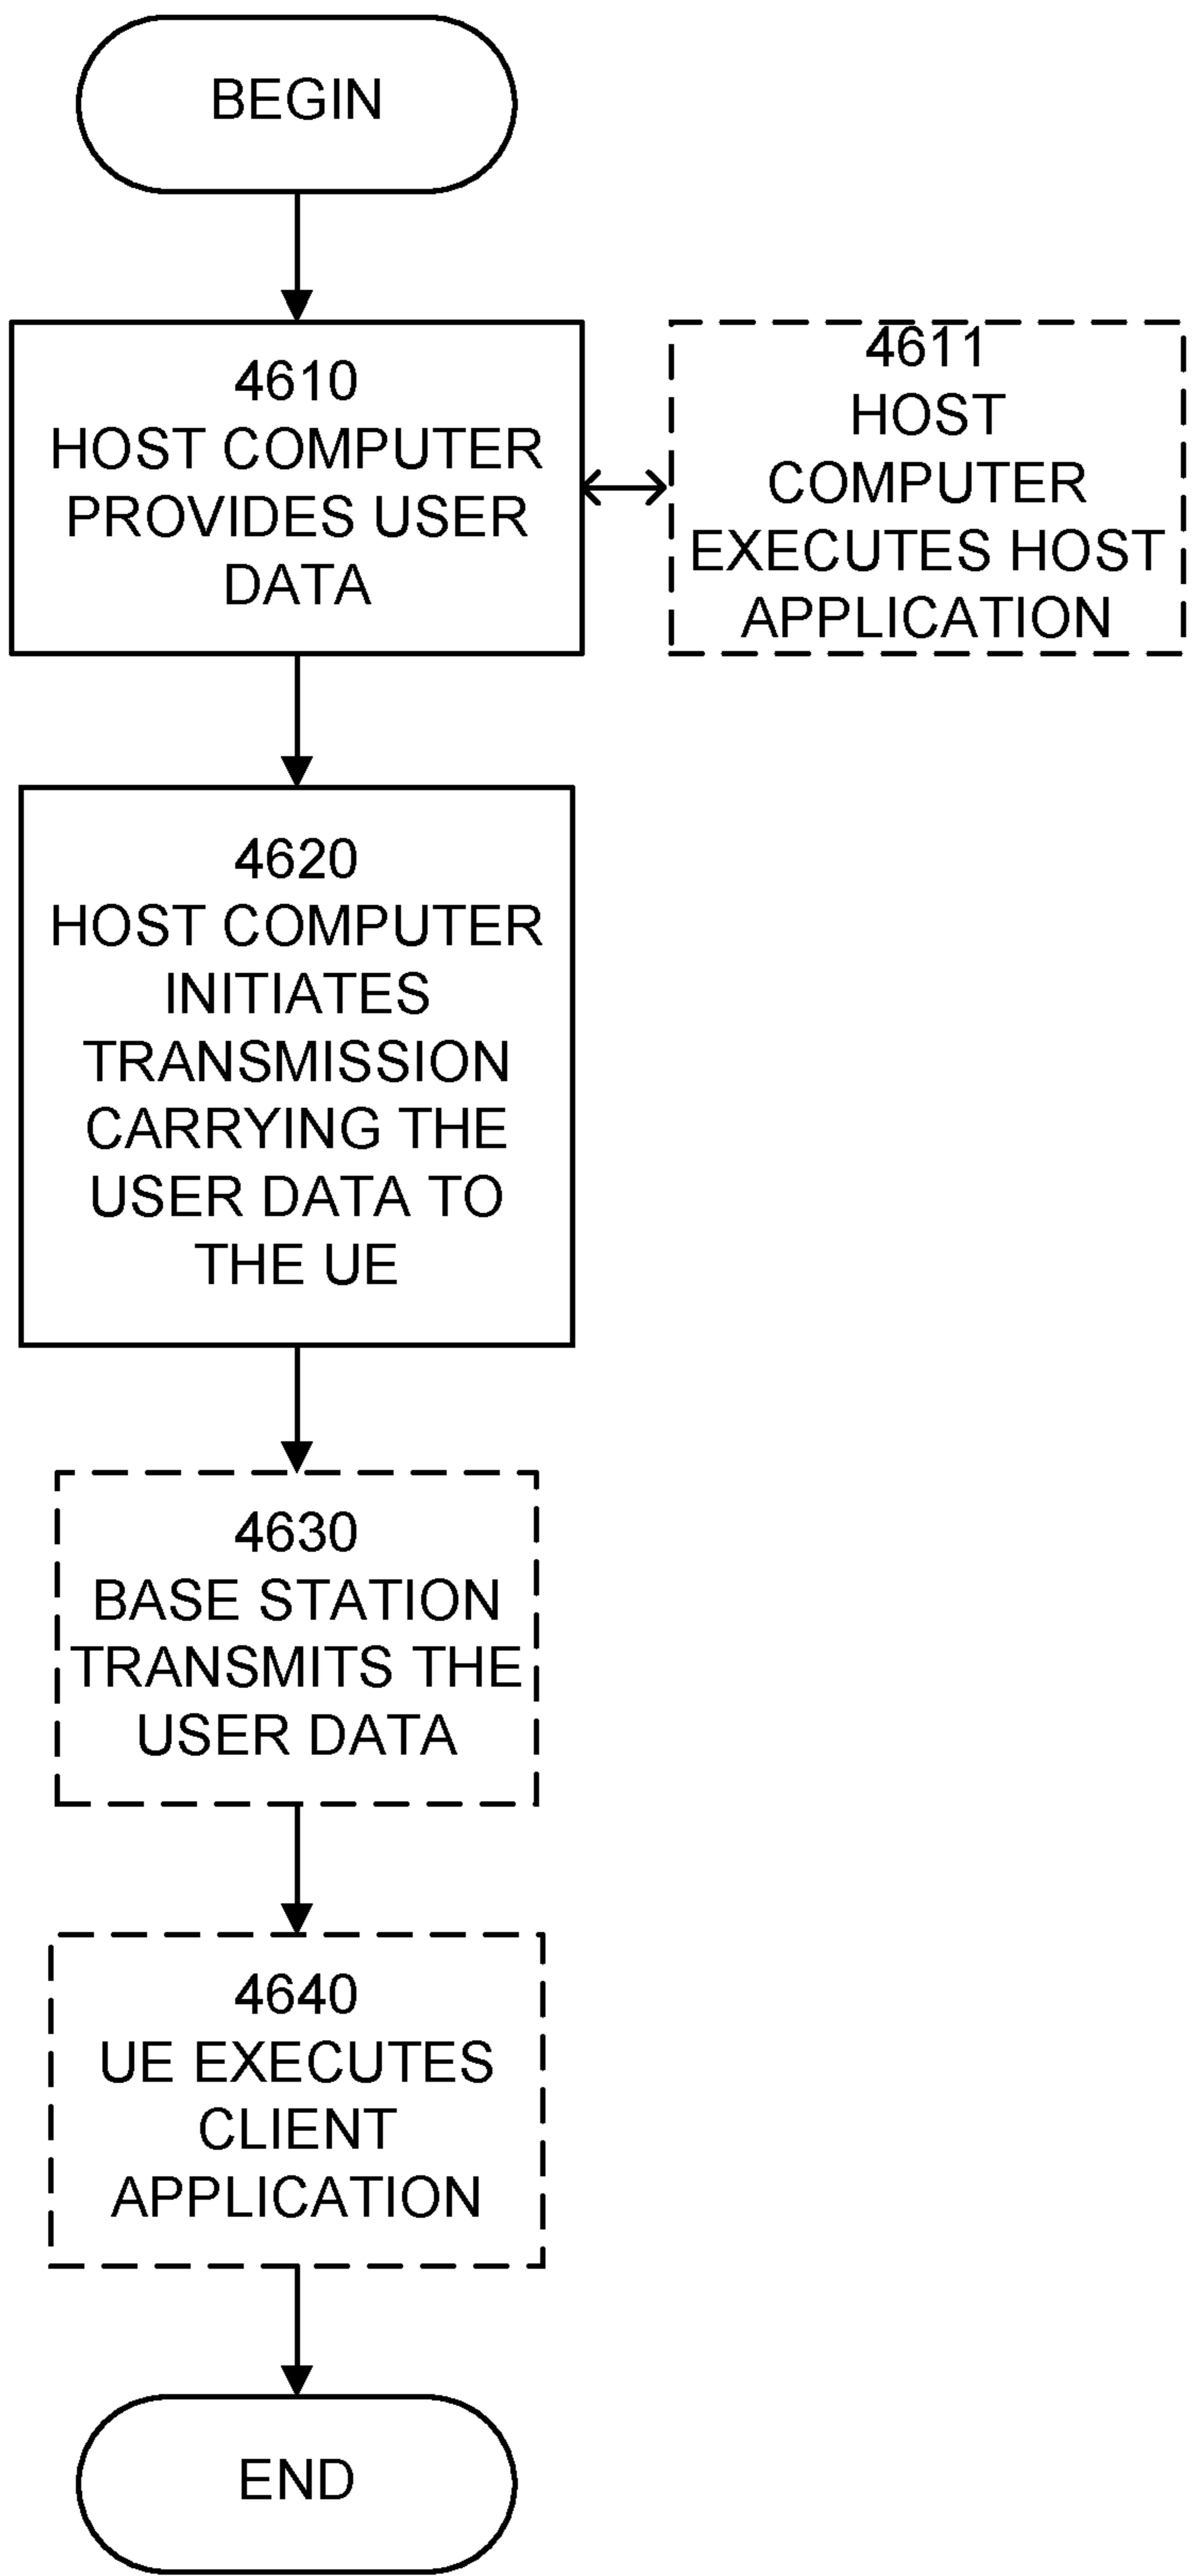 BEGIN
4610
HOST COMPUTER
PROVIDES USER
DATA
4611
HOST
COMPUTER
EXECUTES HOST
APPLICATION
4620
HOST COMPUTER
INITIATES
TRANSMISSION
CARRYING THE
USER DATA TO
THE UE
4630
BASE STATION
TRANSMITS THE
USER DATA
4640
UE EXECUTES
CLIENT
APPLICATION
END